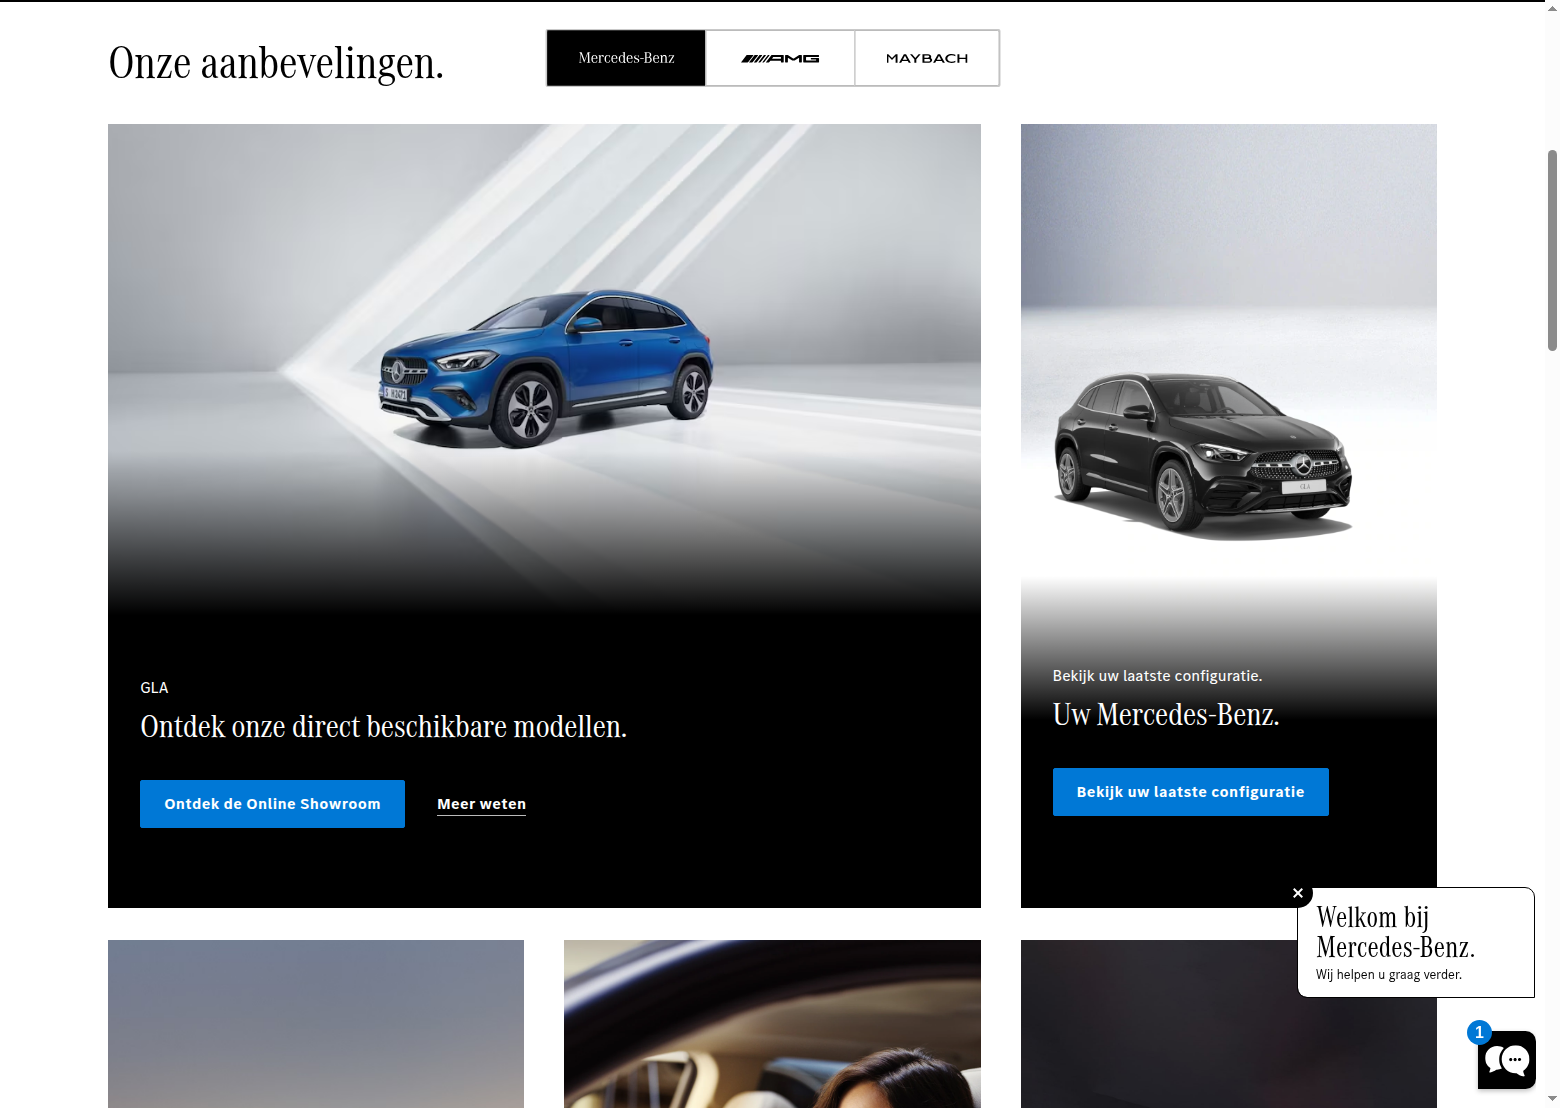 Onze aanbevelingen.
Mercedes-Benz
AMG
MAYBACH
GLA
Ontdek onze direct beschikbare modellen.
Ontdek de Online Showroom
Meer weten
GLA
Bekijk uw laatste configuratie.
Uw Mercedes-Benz.
Bekijk uw laatste configuratie
Welkom bij
Mercedes-Benz.
Wij helpen u graag verder.
1